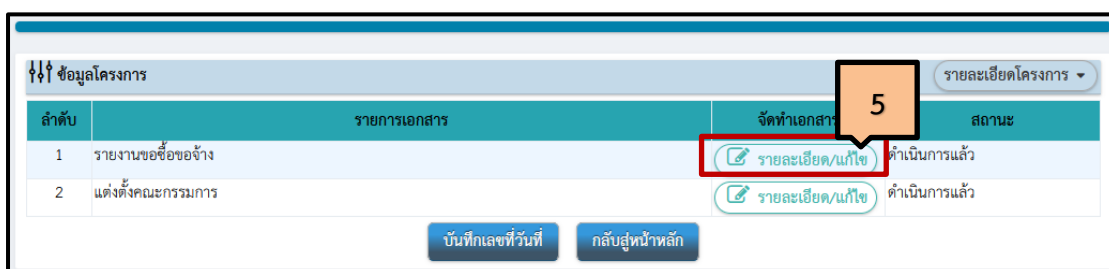 ข้อมูลโครงการ รายละเอียดโครงการ
5
ลำดับ รายการเอกสาร จัดทำเอกสาร สถานะ
1 รายงานขอซื้อขอจ้าง รายละเอียด/แก้ไข ดำเนินการแล้ว
2 แต่งตั้งคณะกรรมการ รายละเอียด/แก้ไข ดำเนินการแล้ว
บันทึกเลขที่วันที่ กลับสู่หน้าหลัก